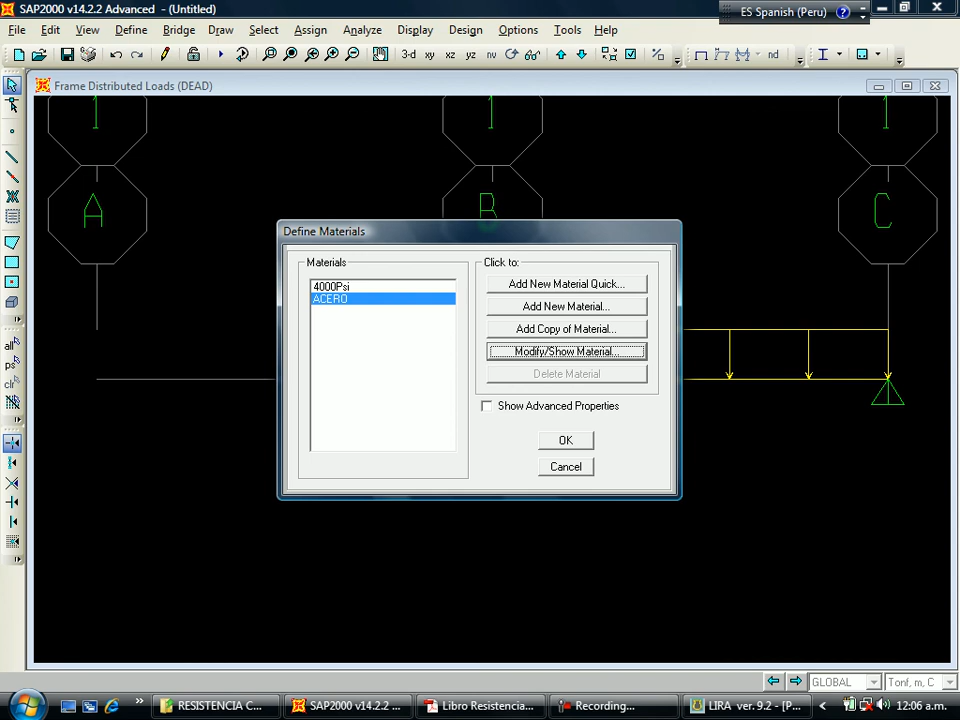 SAP2000 v14.2.2 Advanced - (Untitled)
ES Spanish (Peru)
File Edit View Define Bridge Draw Select Assign Analyze Display Design Options Tools Help
3-d xy xz yz nv nd
Frame Distributed Loads (DEAD)
1 1 1
A B C
Define Materials
Materials
4000Psi
ACERO
Click to:
Add New Material Quick...
Add New Material...
Add Copy of Material...
Modify/Show Material...
Delete Material
Show Advanced Properties
OK
Cancel
all
ps
clr
GLOBAL
Tonf, m, C
RESISTENCIA C...
SAP2000 v14.2.2 ...
Libro Resistencia...
Recording...
LIRA ver. 9.2 - [P...
12:06 a.m.